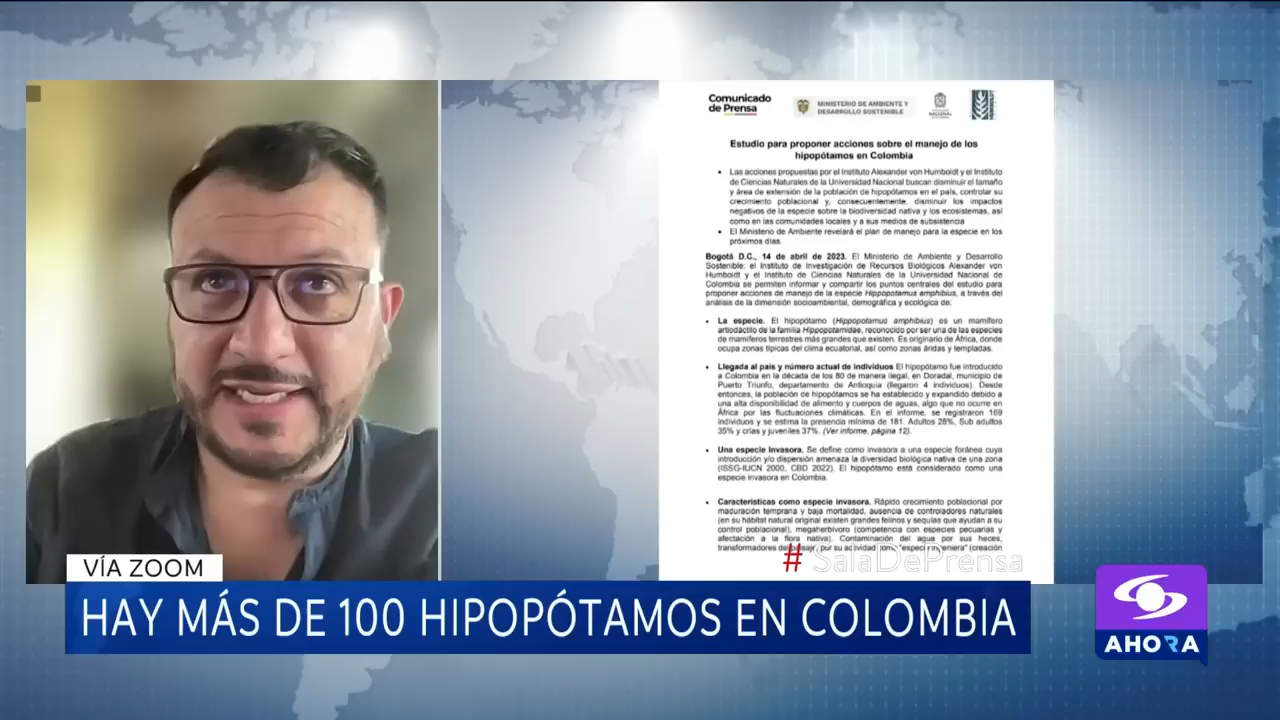 Comunicado
de Prensa
MINISTERIO DE AMBIENTE Y
DESARROLLO SOSTENIBLE
NACIONAL
Estudio para proponer acciones sobre el manejo de los
hipopótamos en Colombia
• Las acciones propuestas por el Instituto Alexander von Humboldt y el Instituto
de Ciencias Naturales de la Universidad Nacional buscan disminuir el tamaño
y área de extensión de la población de hipopótamos en el país, controlar su
crecimiento poblacional y, consecuentemente, disminuir los impactos
negativos de la especie sobre la biodiversidad nativa y los ecosistemas, así
como en las comunidades locales y a sus medios de subsistencia
• El Ministerio de Ambiente revelará el plan de manejo para la especie en los
próximos días.
Bogotá D.C., 14 de abril de 2023. El Ministerio de Ambiente y Desarrollo
Sostenible; el Instituto de Investigación de Recursos Biológicos Alexander von
Humboldt y el Instituto de Ciencias Naturales de la Universidad Nacional de
Colombia se permiten informar y compartir los puntos centrales del estudio para
proponer acciones de manejo de la especie Hippopotamus amphibius, a través del
análisis de la dimensión socioambiental, demográfica y ecológica de:
• La especie. El hipopótamo (Hippopotamus amphibius) es un mamífero
artiodáctilo de la familia Hippopotamidae, reconocido por ser una de las especies
de mamíferos terrestres más grandes que existen. Es originario de África, donde
ocupa zonas típicas del clima ecuatorial, así como zonas áridas y templadas.
• Llegada al país y número actual de individuos El hipopótamo fue introducido
a Colombia en la década de los 80 de manera ilegal, en Doradal, municipio de
Puerto Triunfo, departamento de Antioquia (llegaron 4 individuos). Desde
entonces, la población de hipopótamos se ha establecido y expandido debido a
una alta disponibilidad de alimento y cuerpos de aguas, algo que no ocurre en
África por las fluctuaciones climáticas. En el informe, se registraron 169
individuos y se estima la presencia mínima de 181. Adultos 28%, Sub adultos
35% y crías y juveniles 37%. (Ver informe, página 12).
• Una especie invasora. Se define como invasora a una especie foránea cuya
introducción y/o dispersión amenaza la diversidad biológica nativa de una zona
(ISSG-IUCN 2000, CBD 2022). El hipopótamo está considerado como una
especie invasora en Colombia.
• Características como especie invasora. Rápido crecimiento poblacional por
maduración temprana y baja mortalidad, ausencia de controladores naturales
(en su hábitat natural original existen grandes felinos y sequías que ayudan a su
control poblacional), megaherbívoro (competencia con especies pecuarias y
afectación a la flora nativa). Contaminación del agua por sus heces,
transformadores del paisaje, por su actividad como "especie ingeniera" (creación
# SalaDePrensa
VÍA ZOOM
HAY MÁS DE 100 HIPOPÓTAMOS EN COLOMBIA
AHORA